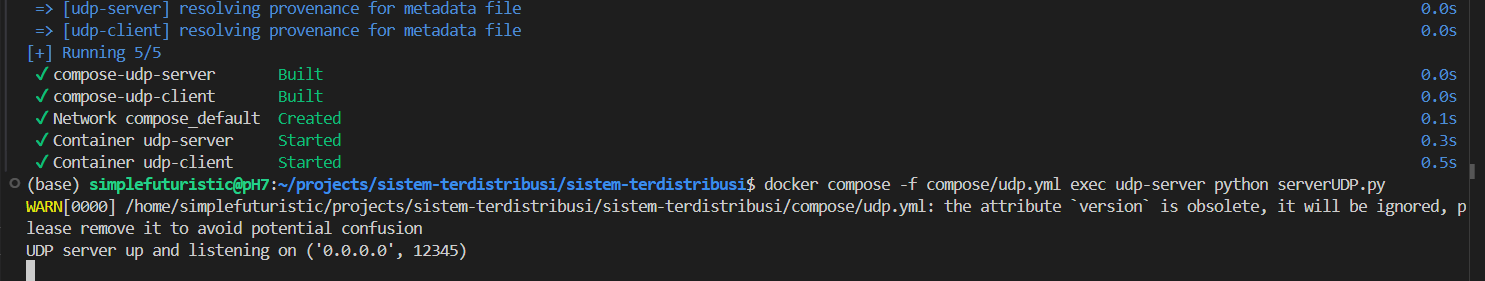 => [udp-server] resolving provenance for metadata file 0.0s
=> [udp-client] resolving provenance for metadata file 0.0s
[+] Running 5/5
✔ compose-udp-server Built 0.0s
✔ compose-udp-client Built 0.0s
✔ Network compose_default Created 0.1s
✔ Container udp-server Started 0.3s
✔ Container udp-client Started 0.5s
(base) simplefuturistic@pH7:~/projects/sistem-terdistribusi/sistem-terdistribusi$ docker compose -f compose/udp.yml exec udp-server python serverUDP.py
WARN[0000] /home/simplefuturistic/projects/sistem-terdistribusi/sistem-terdistribusi/compose/udp.yml: the attribute `version` is obsolete, it will be ignored, p
lease remove it to avoid potential confusion
UDP server up and listening on ('0.0.0.0', 12345)